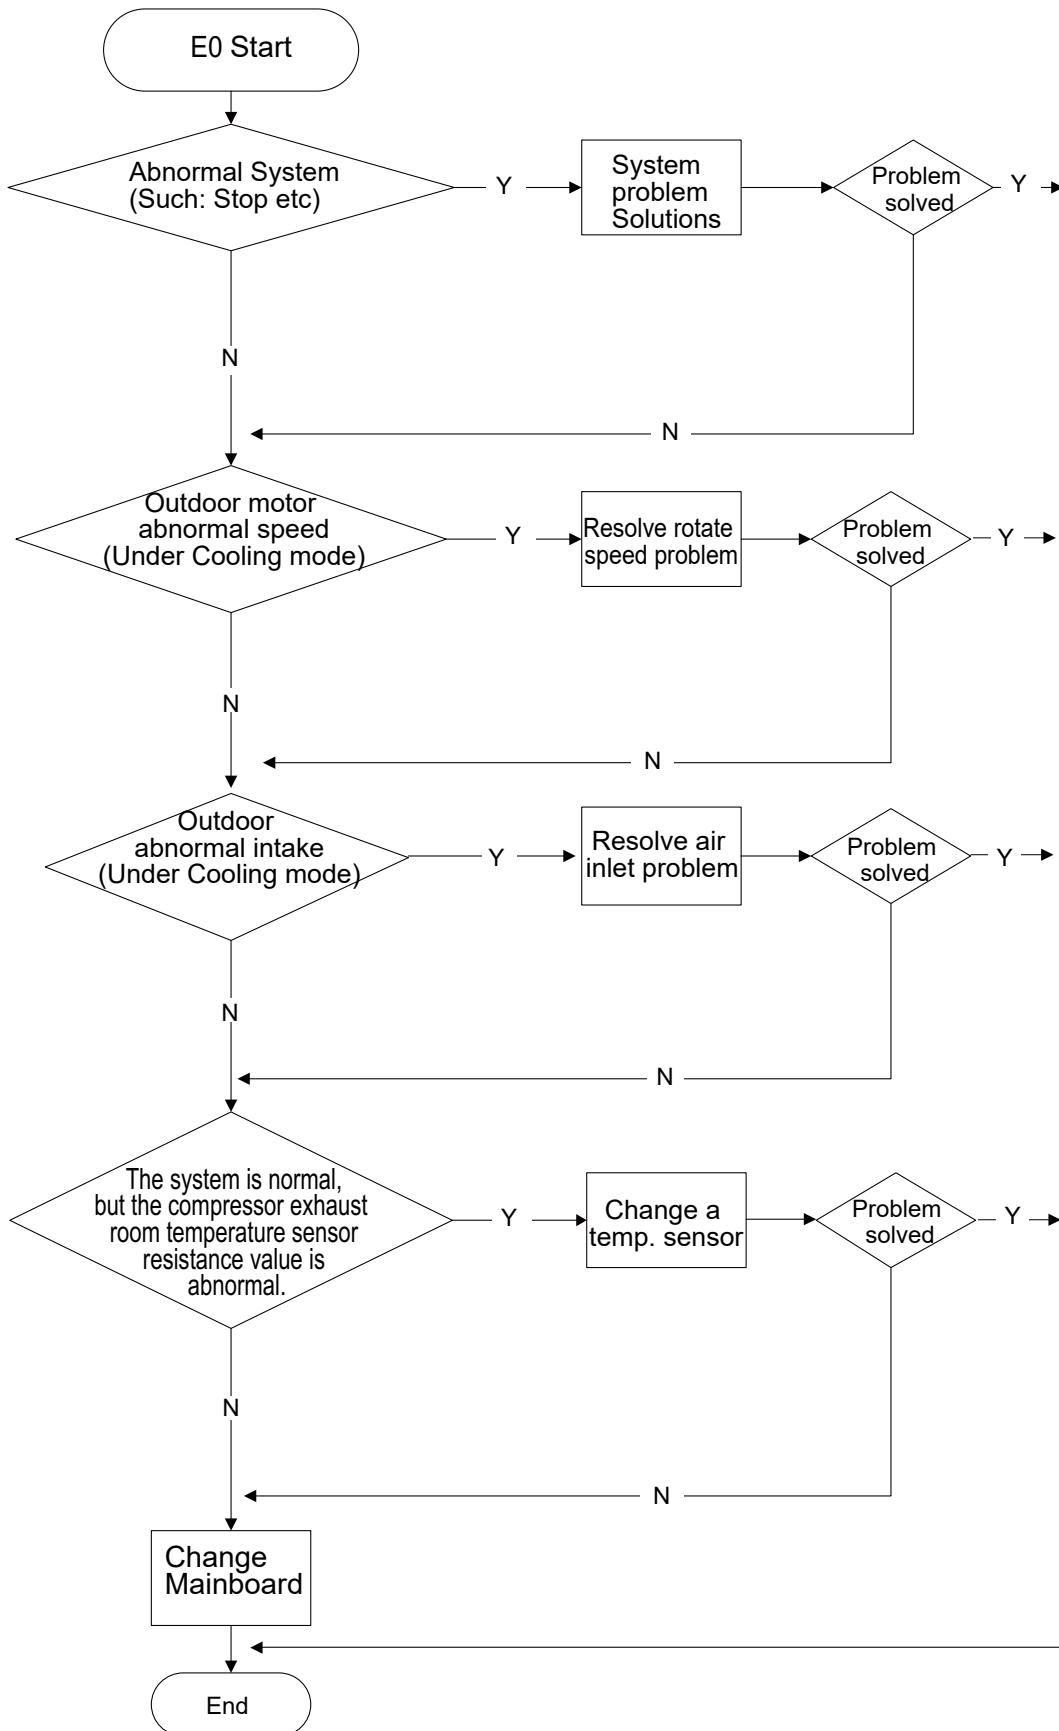 E0 Start
Abnormal System
(Such: Stop etc)
Y
System
problem
Solutions
Problem
solved
Y
N
N
Outdoor motor
abnormal speed
(Under Cooling mode)
Y
Resolve rotate
speed problem
Problem
solved
Y
N
N
Outdoor
abnormal intake
(Under Cooling mode)
Y
Resolve air
inlet problem
Problem
solved
Y
N
N
The system is normal,
but the compressor exhaust
room temperature sensor
resistance value is
abnormal.
Y
Change a
temp. sensor
Problem
solved
Y
N
N
Change
Mainboard
End